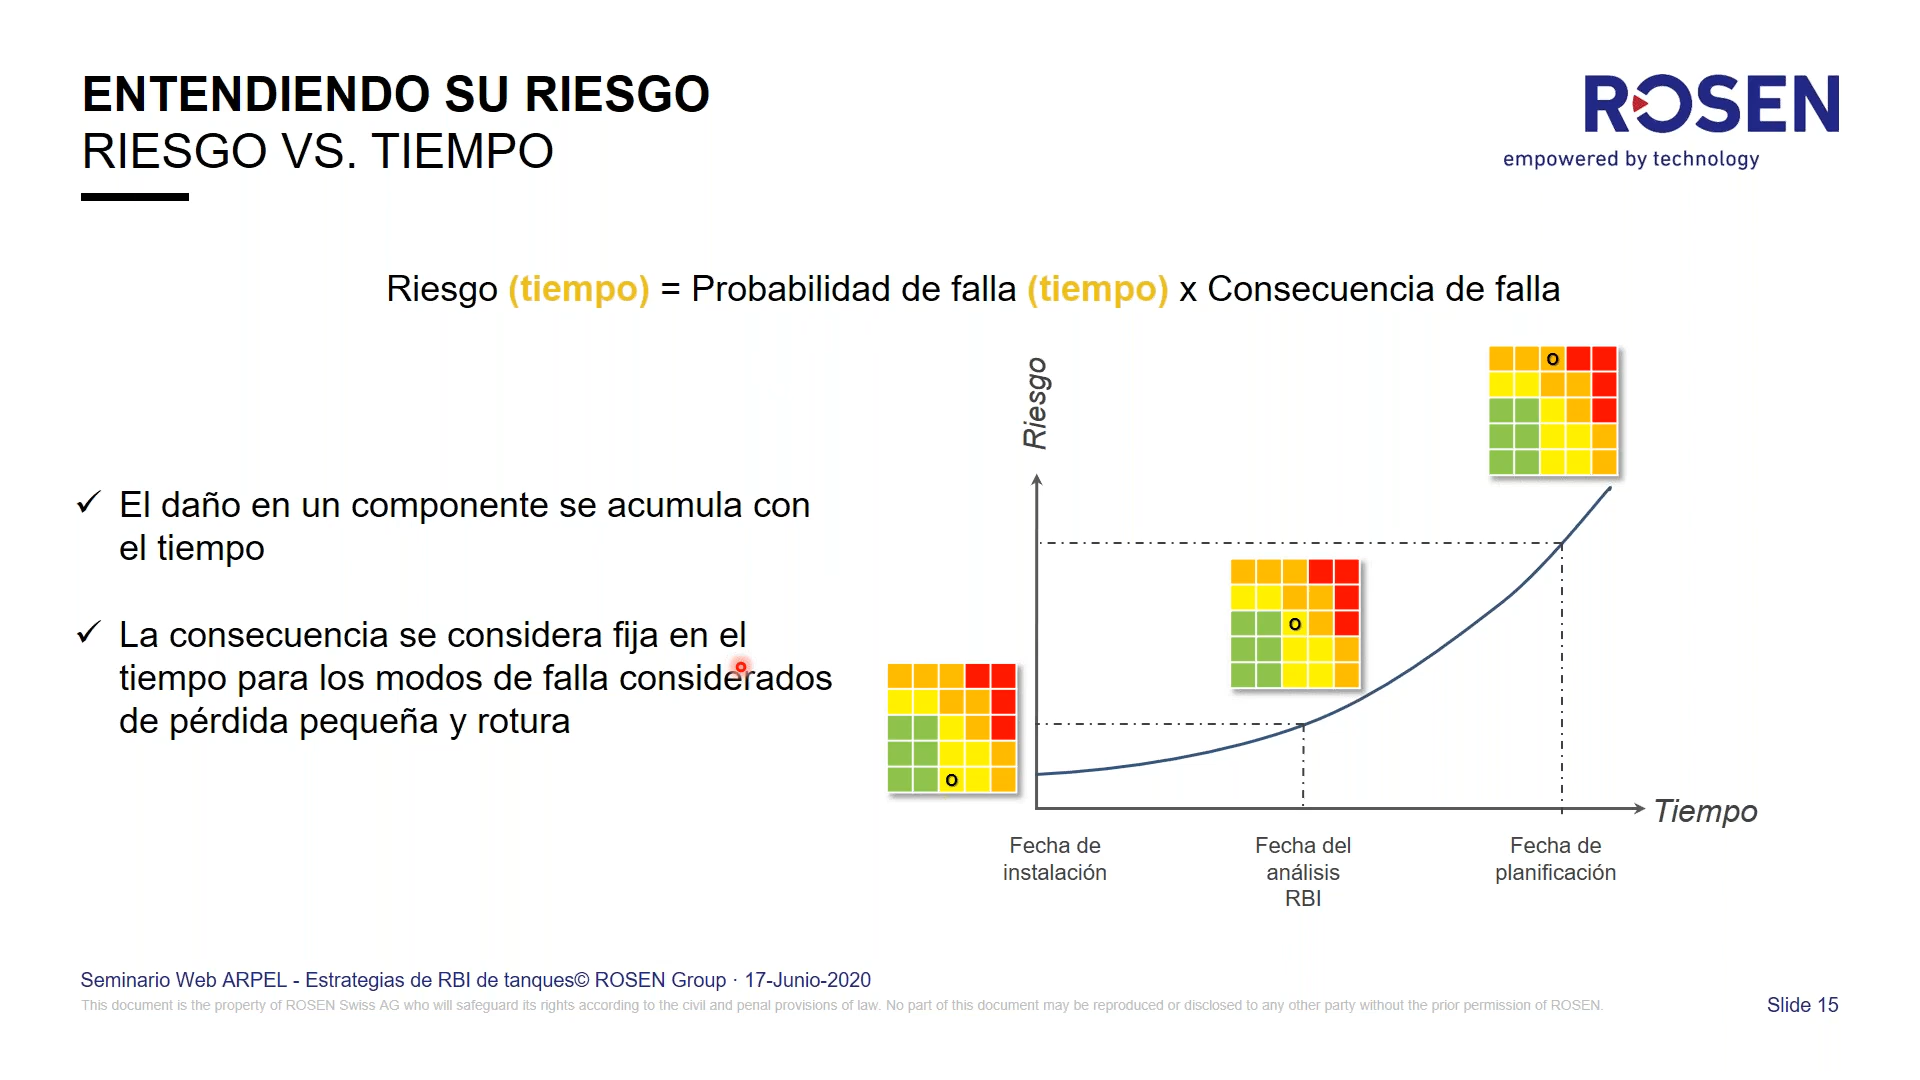 ENTENDIENDO SU RIESGO
RIESGO VS. TIEMPO
ROSEN
empowered by technology
Riesgo (tiempo) = Probabilidad de falla (tiempo) x Consecuencia de falla
✓ El daño en un componente se acumula con
el tiempo
✓ La consecuencia se considera fija en el
tiempo para los modos de falla considerados
de pérdida pequeña y rotura
Riesgo
O
O
O
Tiempo
Fecha de
instalación
Fecha del
análisis
RBI
Fecha de
planificación
Seminario Web ARPEL - Estrategias de RBI de tanques© ROSEN Group · 17-Junio-2020
This document is the property of ROSEN Swiss AG who will safeguard its rights according to the civil and penal provisions of law. No part of this document may be reproduced or disclosed to any other party without the prior permission of ROSEN.
Slide 15